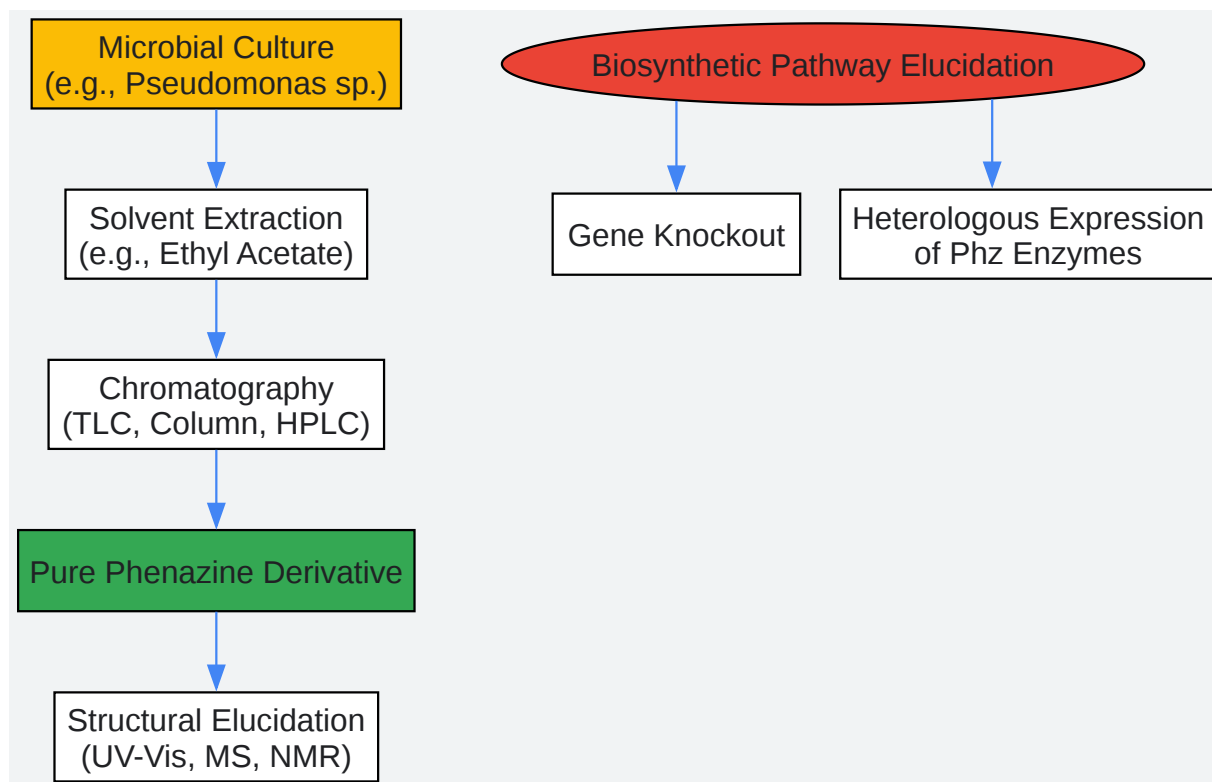 Microbial Culture
(e.g., Pseudomonas sp.)
Solvent Extraction
(e.g., Ethyl Acetate)
Chromatography
(TLC, Column, HPLC)
Pure Phenazine Derivative
Structural Elucidation
(UV-Vis, MS, NMR)
Biosynthetic Pathway Elucidation
Gene Knockout
Heterologous Expression
of Phz Enzymes